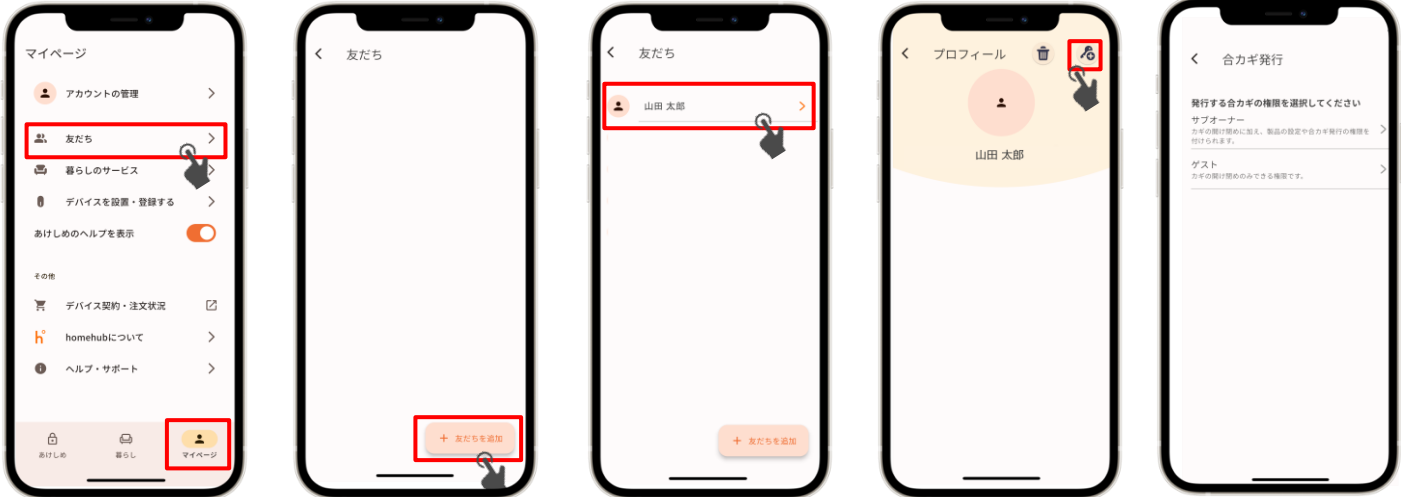 マイページ
アカウントの管理
友だち
暮らしのサービス
デバイスを設置・登録する
あけしめのヘルプを表示
その他
デバイス契約・注文状況
homehubについて
ヘルプ・サポート
あけしめ
暮らし
マイページ
友だち
+ 友だちを追加
友だち
山田 太郎
+ 友だちを追加
プロフィール
山田 太郎
合カギ発行
発行する合カギの権限を選択してください
サブオーナー
カギの開け閉めに加え、製品の設定や合カギ発行の権限を
付けられます。
ゲスト
カギの開け閉めのみできる権限です。